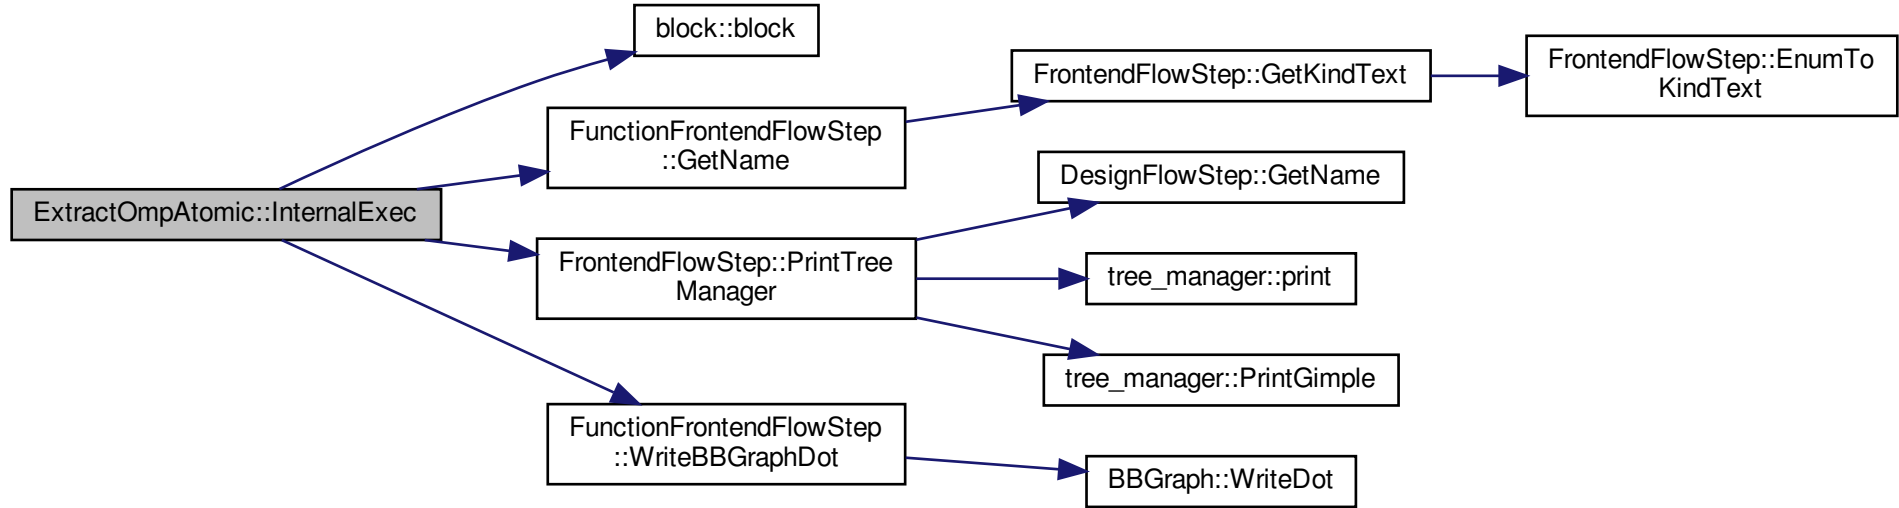 block::block
FrontendFlowStep::GetKindText
FrontendFlowStep::EnumTo
KindText
FunctionFrontendFlowStep
::GetName
DesignFlowStep::GetName
ExtractOmpAtomic::InternalExec
FrontendFlowStep::PrintTree
Manager
tree_manager::print
tree_manager::PrintGimple
FunctionFrontendFlowStep
::WriteBBGraphDot
BBGraph::WriteDot